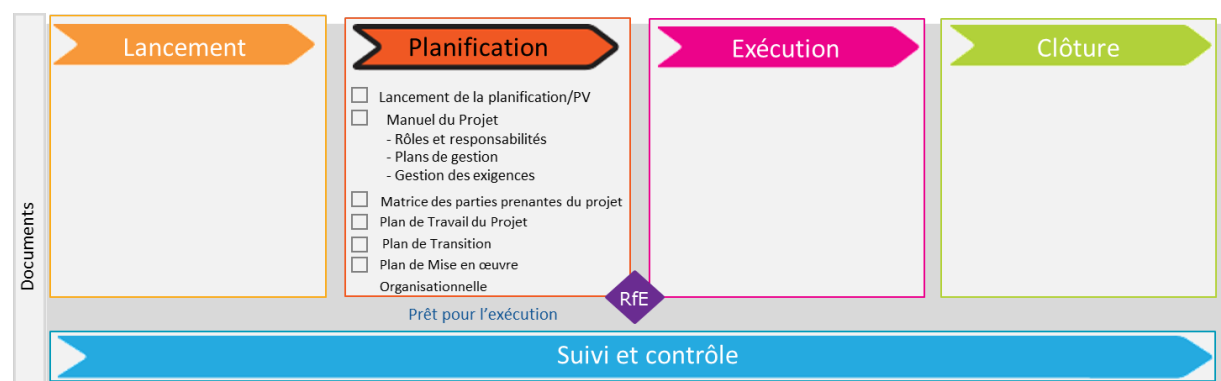 Documents
Lancement
Planification
Exécution
Clôture
Lancement de la planification/PV
Manuel du Projet
- Rôles et responsabilités
- Plans de gestion
- Gestion des exigences
Matrice des parties prenantes du projet
Plan de Travail du Projet
Plan de Transition
Plan de Mise en œuvre
Organisationnelle
RfE
Prêt pour l'exécution
Suivi et contrôle